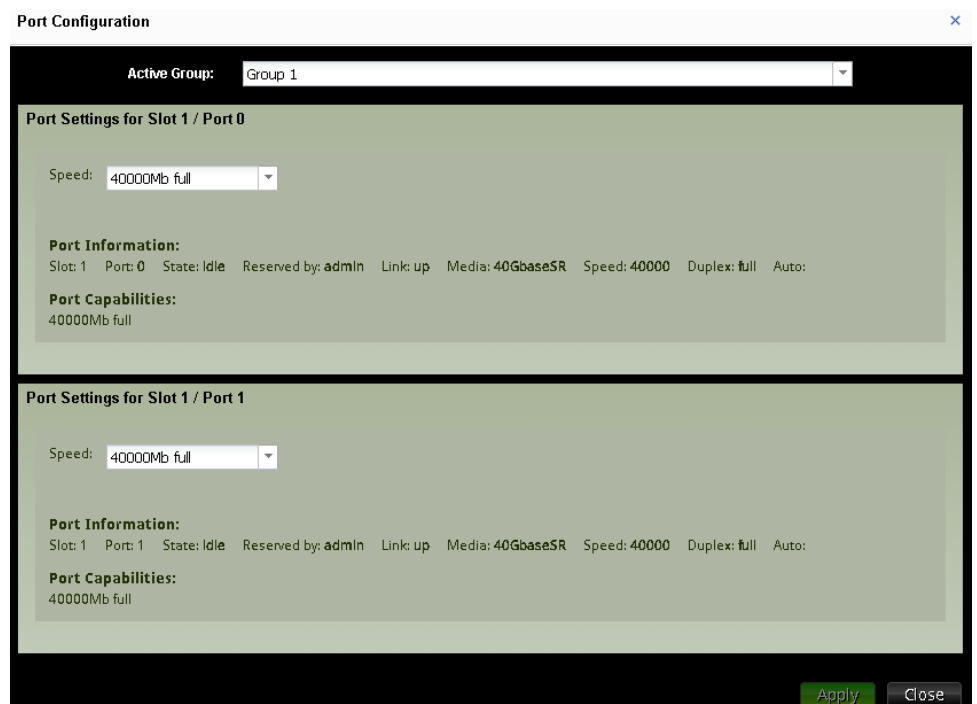 Port Configuration
Active Group: Group 1
Port Settings for Slot 1 / Port 0
Speed: 40000Mb full
Port Information:
Slot: 1 Port: 0 State: Idle Reserved by: admin Link: up Media: 40GbaseSR Speed: 40000 Duplex: full Auto:
Port Capabilities:
40000Mb full
Port Settings for Slot 1 / Port 1
Speed: 40000Mb full
Port Information:
Slot: 1 Port: 1 State: Idle Reserved by: admin Link: up Media: 40GbaseSR Speed: 40000 Duplex: full Auto:
Port Capabilities:
40000Mb full
Apply Close